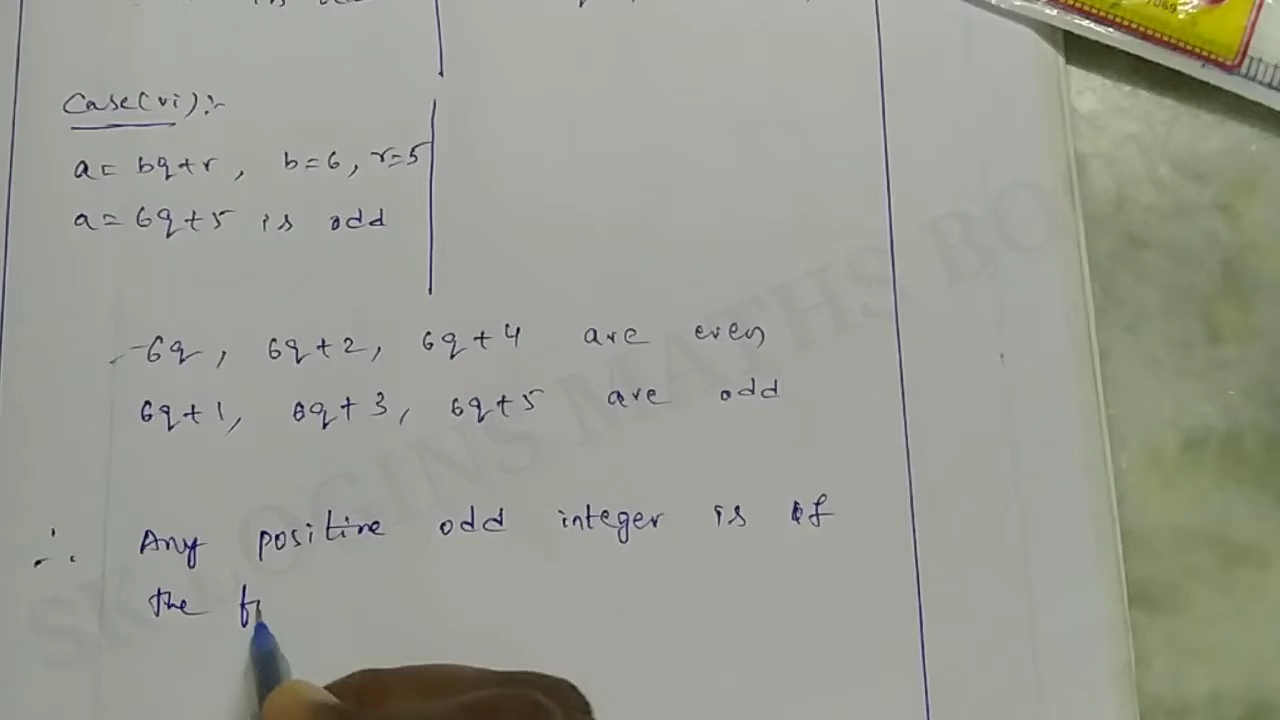 Case(vi):-
a = bq+r, b=6, r=5
a = 6q+5 is odd
6q, 6q+2, 6q+4 are even
6q+1, 6q+3, 6q+5 are odd
∴ Any positive odd integer is of
the f